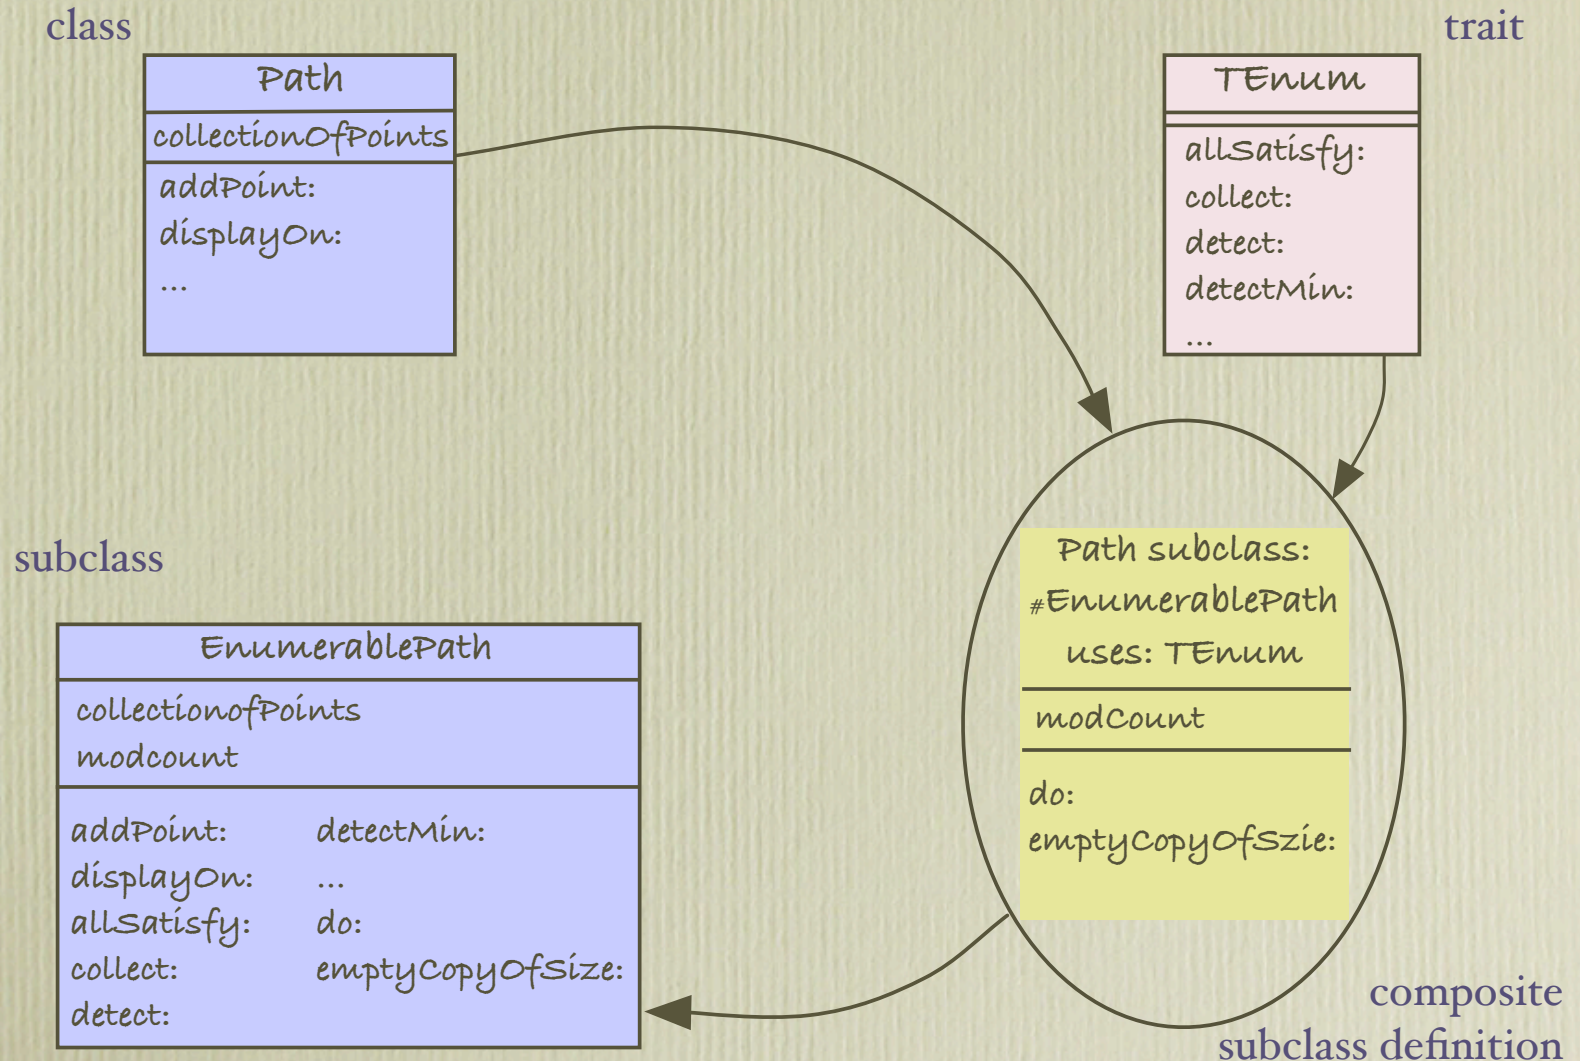 class
Path
collectionOfPoints
addPoint:
displayOn:
...
trait
TEnum
allSatisfy:
collect:
detect:
detectMin:
...
Path subclass:
#EnumerablePath
uses: TEnum
modCount
do:
emptyCopyOfSzie:
composite
subclass definition
subclass
EnumerablePath
collectionofPoints
modcount
addPoint: detectMin:
displayOn: ...
allSatisfy: do:
collect: emptyCopyOfSize:
detect: